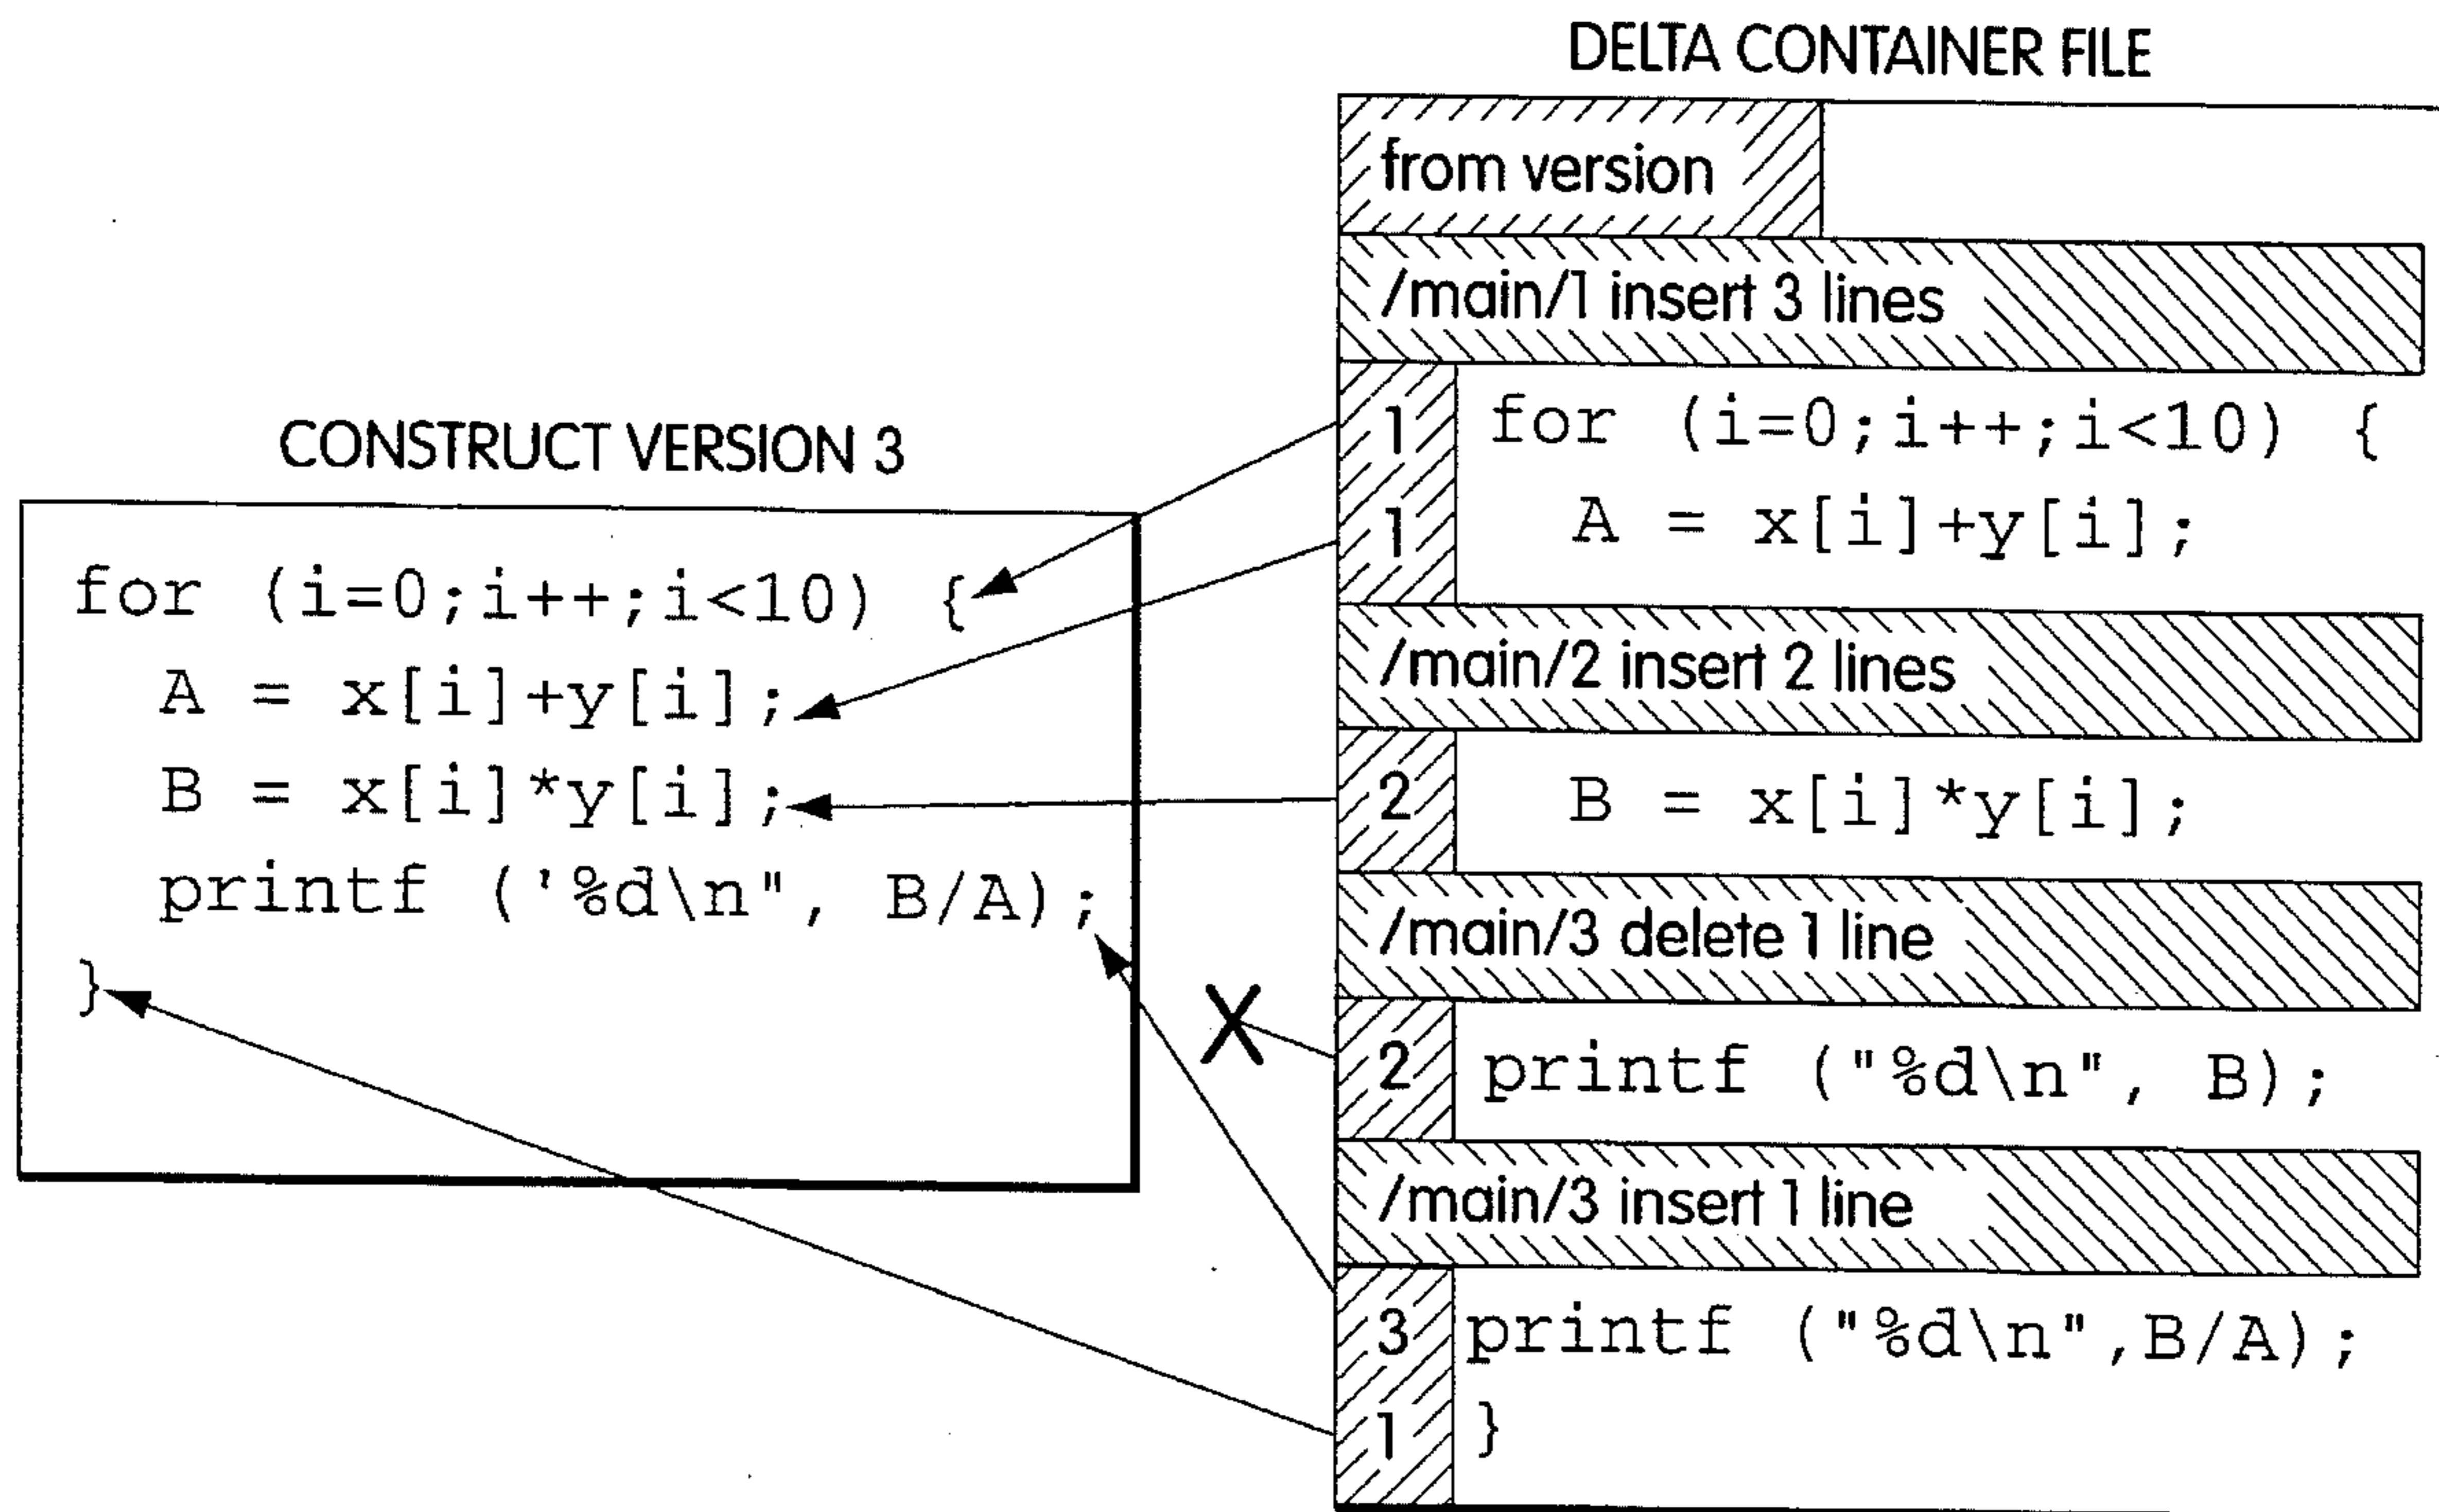 DELTA CONTAINER FILE
from version
/main/1 insert 3 lines
1 for (i=0;i++;i<10) {
1 A = x[i]+y[i];
/main/2 insert 2 lines
2 B = x[i]*y[i];
/main/3 delete 1 line
2 printf ("%d\n", B);
/main/3 insert 1 line
3 printf ("%d\n",B/A);
1 }
CONSTRUCT VERSION 3
for (i=0;i++;i<10) {
A = x[i]+y[i];
B = x[i]*y[i];
printf ('%d\n", B/A);
}
X